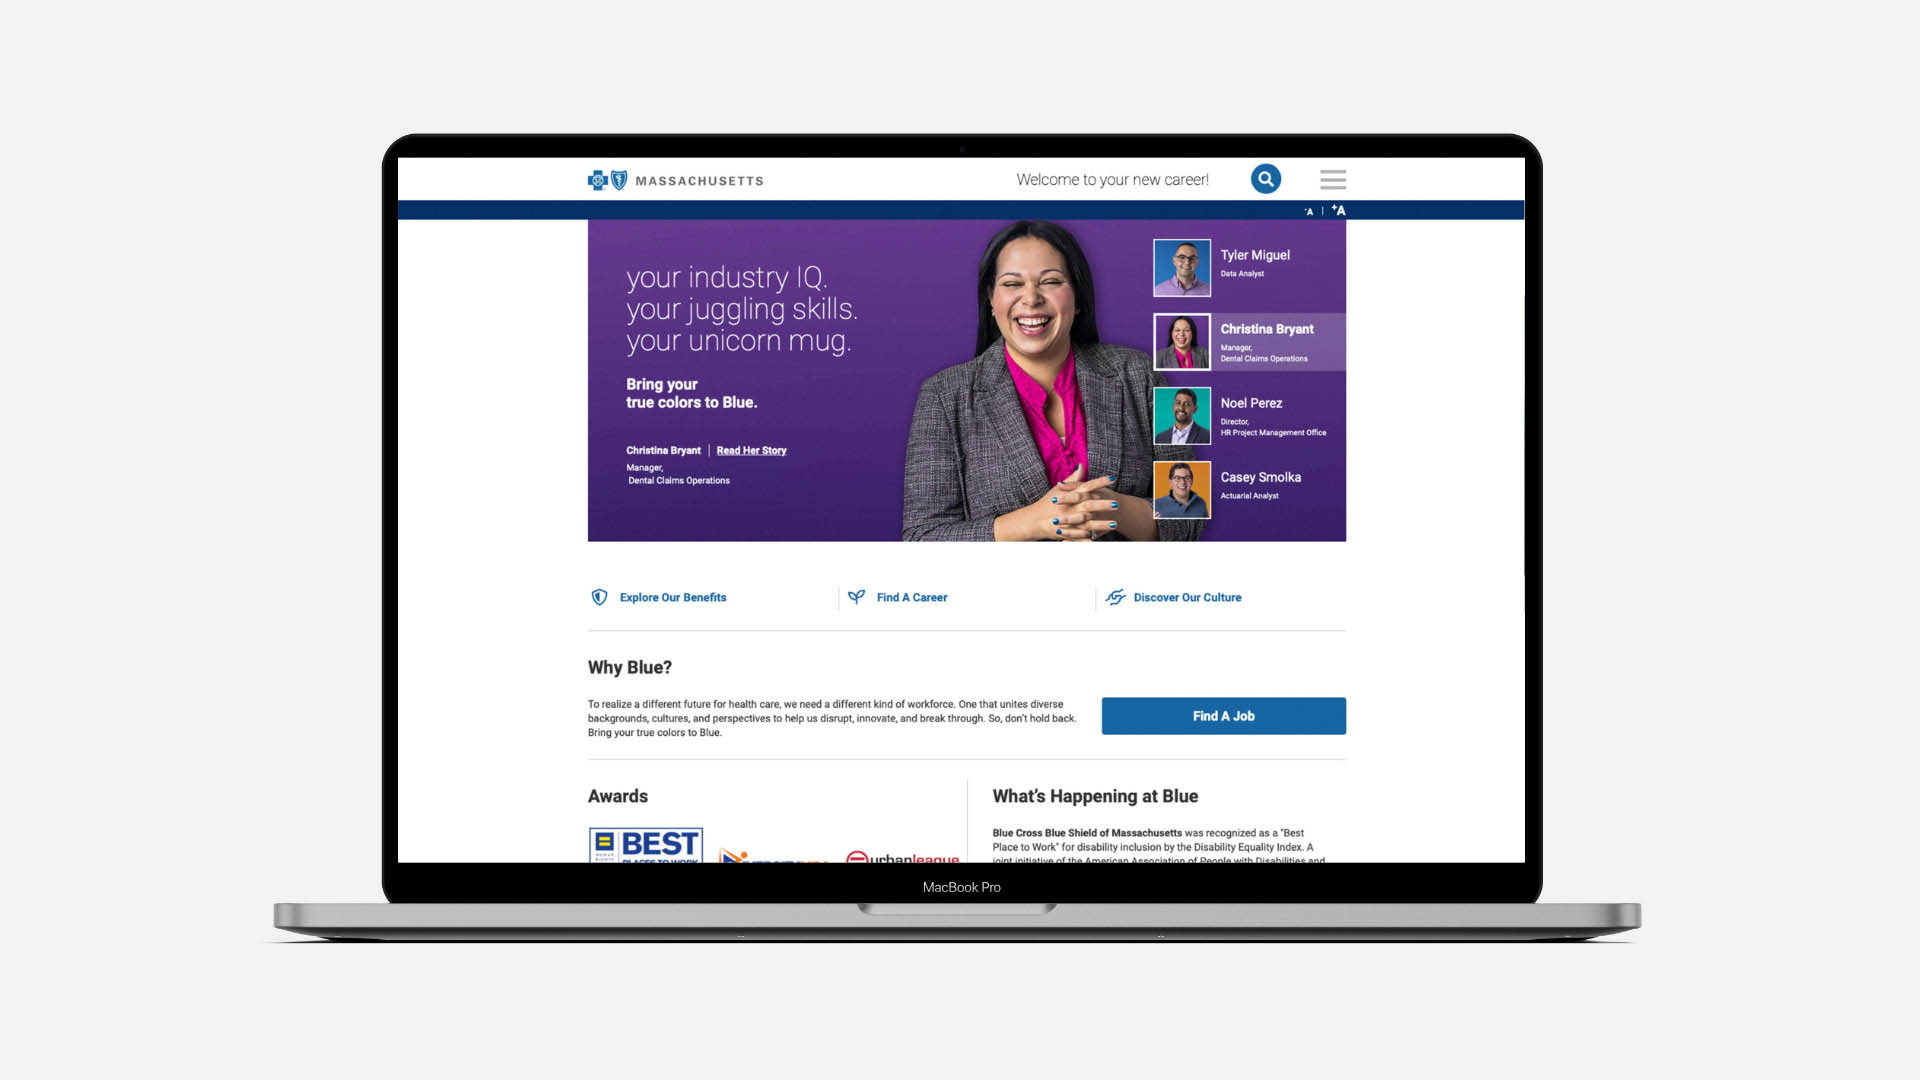 MASSACHUSETTS
Welcome to your new career!
-A | +A
your industry IQ.
your juggling skills.
your unicorn mug.
Bring your
true colors to Blue.
Christina Bryant | Read Her Story
Manager,
Dental Claims Operations
Tyler Miguel
Data Analyst
Christina Bryant
Manager,
Dental Claims Operations
Noel Perez
Director,
HR Project Management Office
Casey Smolka
Actuarial Analyst
Explore Our Benefits
Find A Career
Discover Our Culture
Why Blue?
To realize a different future for health care, we need a different kind of workforce. One that unites diverse
backgrounds, cultures, and perspectives to help us disrupt, innovate, and break through. So, don't hold back.
Bring your true colors to Blue.
Find A Job
Awards
BEST
PLACES TO WORK
urbanleague
What's Happening at Blue
Blue Cross Blue Shield of Massachusetts was recognized as a "Best
Place to Work" for disability inclusion by the Disability Equality Index. A
joint initiative of the American Association of People with Disabilities and
MacBook Pro